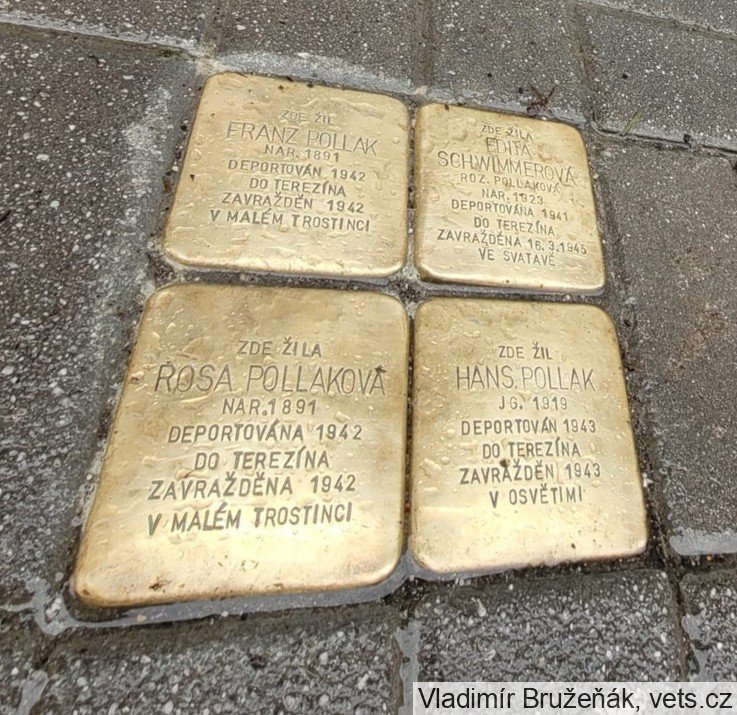 ZDE ŽIL
FRANZ POLLAK
NAR. 1891
DEPORTOVÁN 1942
DO TEREZÍNA
ZAVRAŽDĚN 1942
V MALÉM TROSTINCI
ZDE ŽILA
EDITA
SCHWIMMEROVÁ
ROZ. POLLAKOVÁ
NAR. 1923
DEPORTOVÁNA 1941
DO TEREZÍNA
ZAVRAŽDĚNA 16.3.1945
VE SVATAVĚ
ZDE ŽILA
ROSA POLLAKOVÁ
NAR. 1891
DEPORTOVÁNA 1942
DO TEREZÍNA
ZAVRAŽDĚNA 1942
V MALÉM TROSTINCI
ZDE ŽIL
HANS POLLAK
JG. 1919
DEPORTOVÁN 1943
DO TEREZÍNA
ZAVRAŽDĚN 1943
V OSVĚTIMI
Vladimír Bružeňák, vets.cz